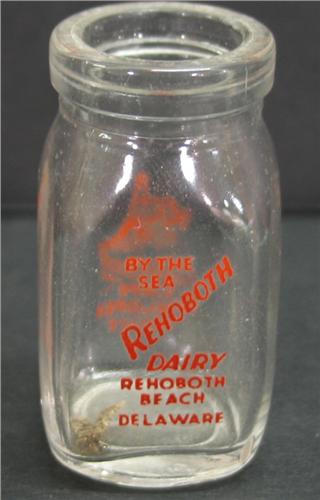 BY THE
SEA
REHOBOTH
DAIRY
REHOBOTH
BEACH
DELAWARE